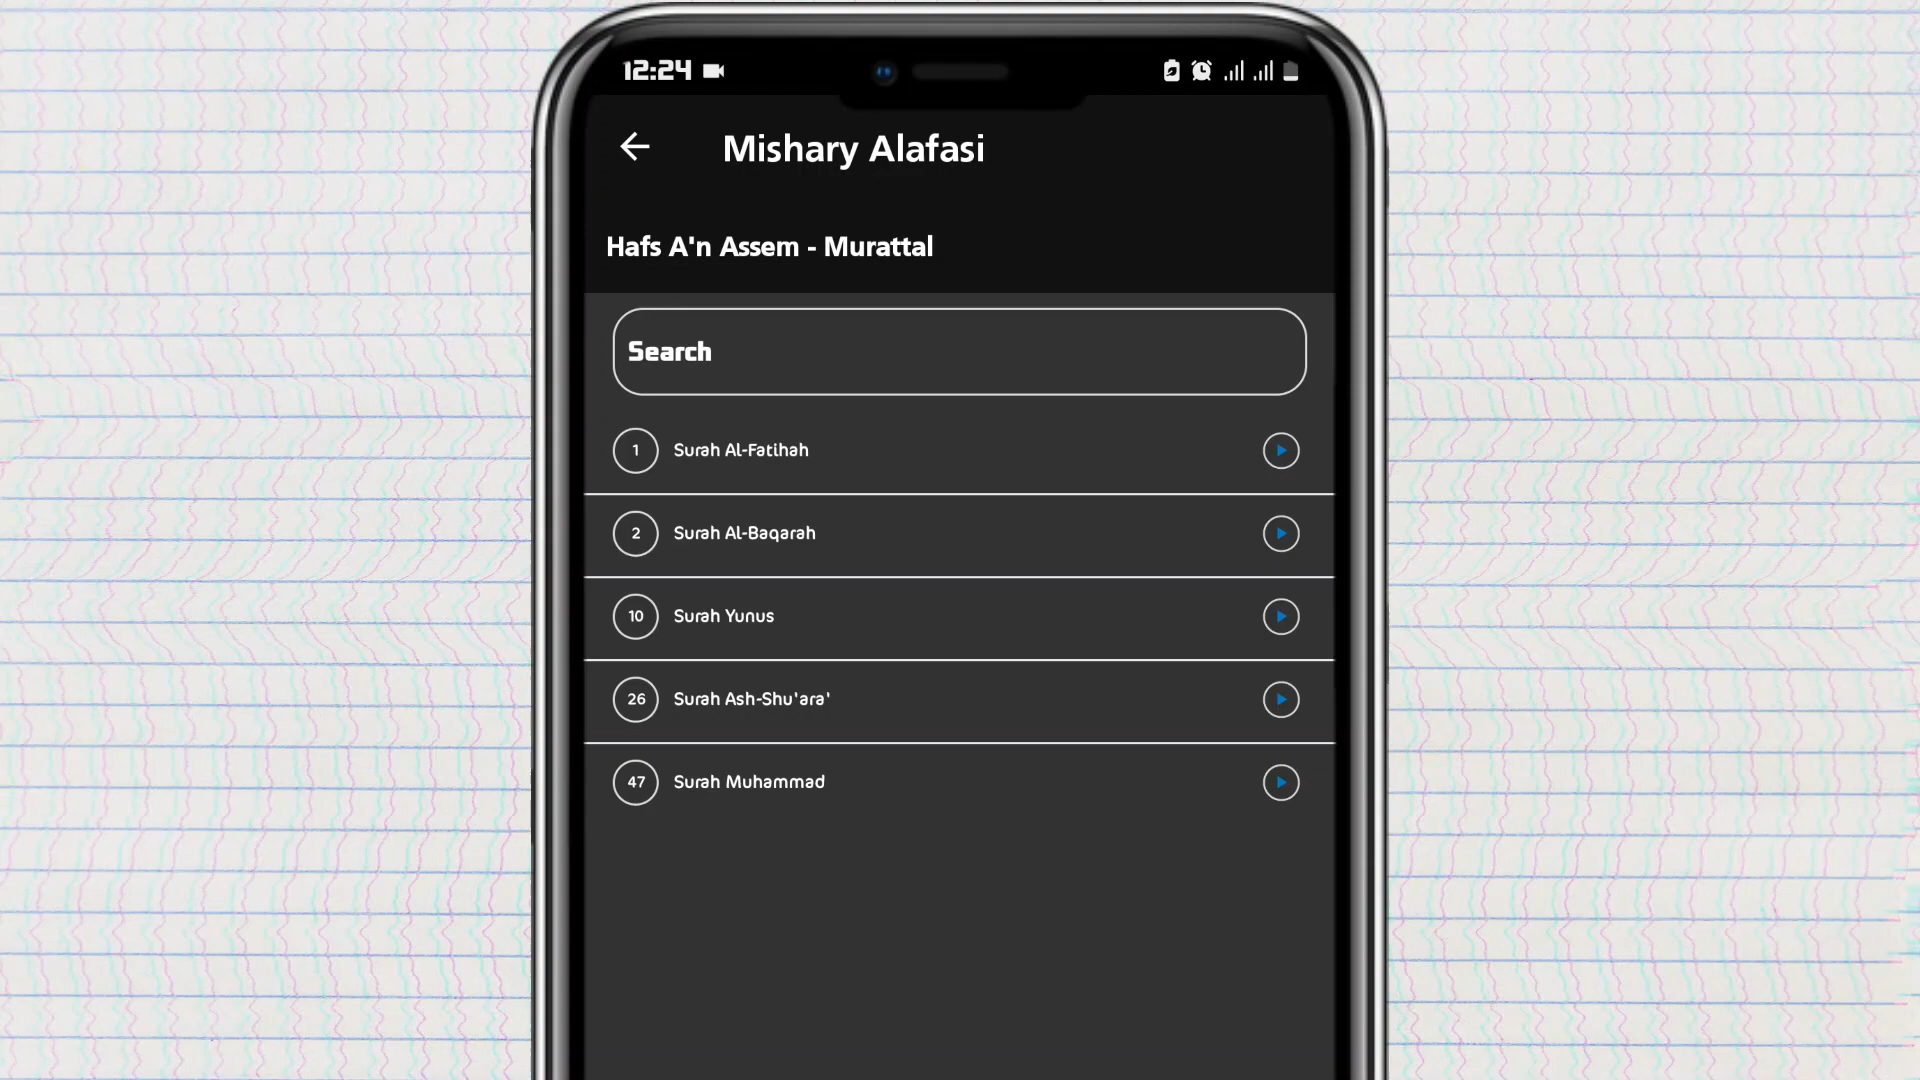 12:24
Mishary Alafasi
Hafs A'n Assem - Murattal
Search
1 Surah Al-Fatihah
2 Surah Al-Baqarah
10 Surah Yunus
26 Surah Ash-Shu'ara'
47 Surah Muhammad